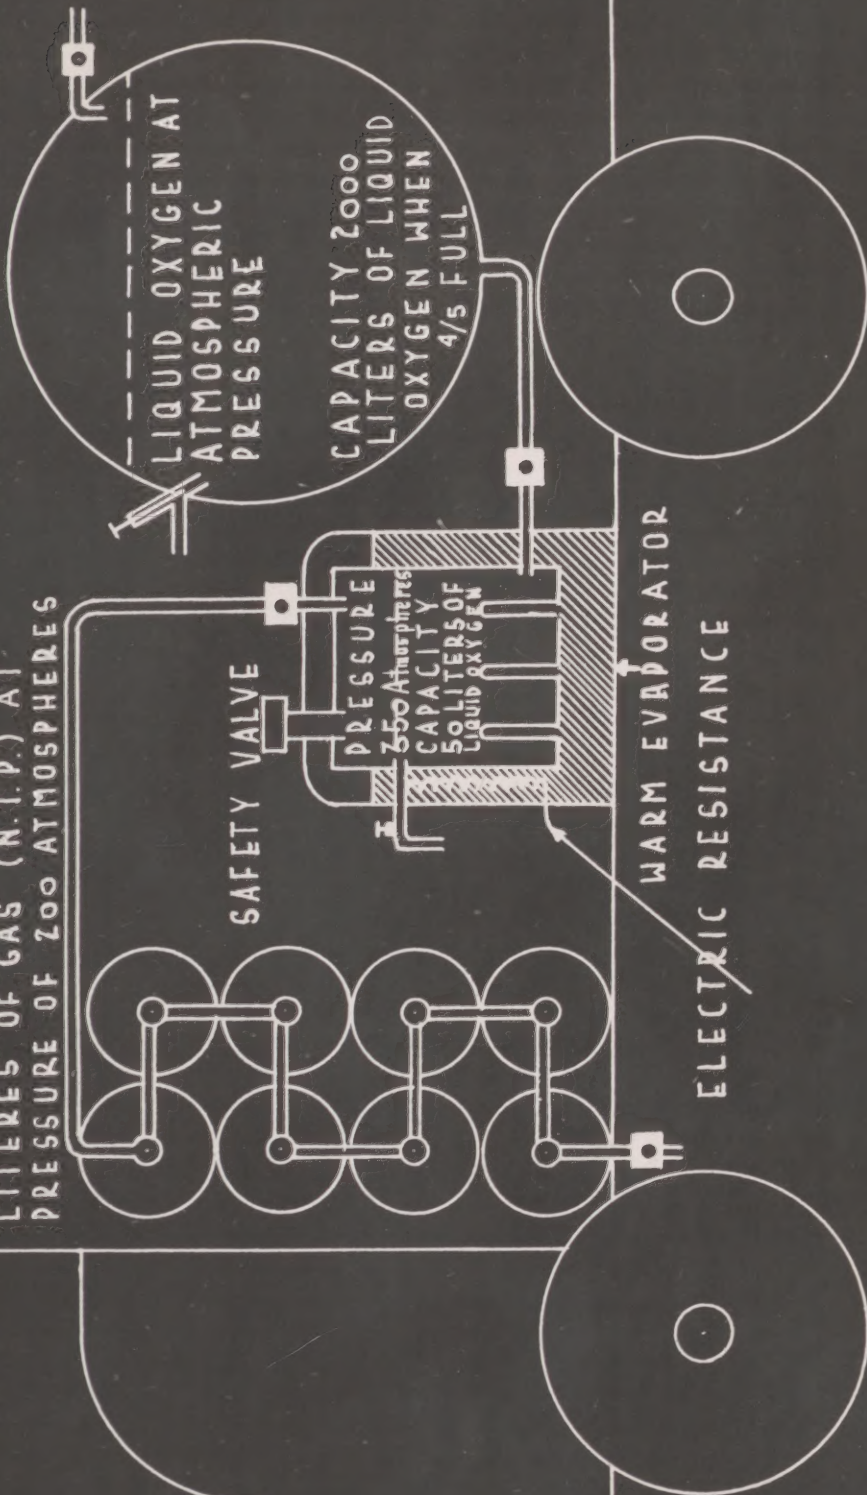 LITERES OF GAS (N.T.P.) AT
PRESSURE OF 200 ATMOSPHERES
LIQUID OXYGEN AT
ATMOSPHERIC
PRESSURE
CAPACITY 2000
LITERS OF LIQUID
OXYGEN WHEN
4/5 FULL
SAFETY VALVE
PRESSURE
350 Atmospheres
CAPACITY
50 LITERS OF
LIQUID OXYGEN
WARM EVAPORATOR
ELECTRIC RESISTANCE